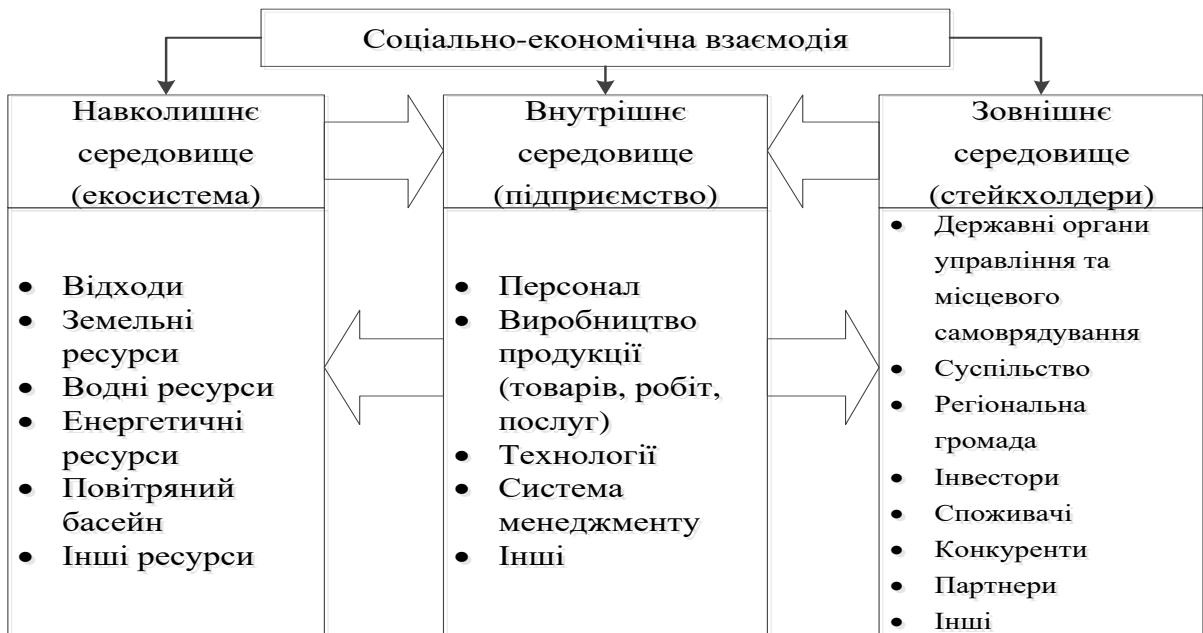 Соціально-економічна взаємодія
Навколишнє
середовище
(екосистема)
Внутрішнє
середовище
(підприємство)
Зовнішнє
середовище
(стейкхолдери)
• Відходи
• Земельні
ресурси
• Водні ресурси
• Енергетичні
ресурси
• Повітряний
басейн
• Інші ресурси
• Персонал
• Виробництво
продукції
(товарів, робіт,
послуг)
• Технології
• Система
менеджменту
• Інші
• Державні органи
управління та
місцевого
самоврядування
• Суспільство
• Регіональна
громада
• Інвестори
• Споживачі
• Конкуренти
• Партнери
• Інші